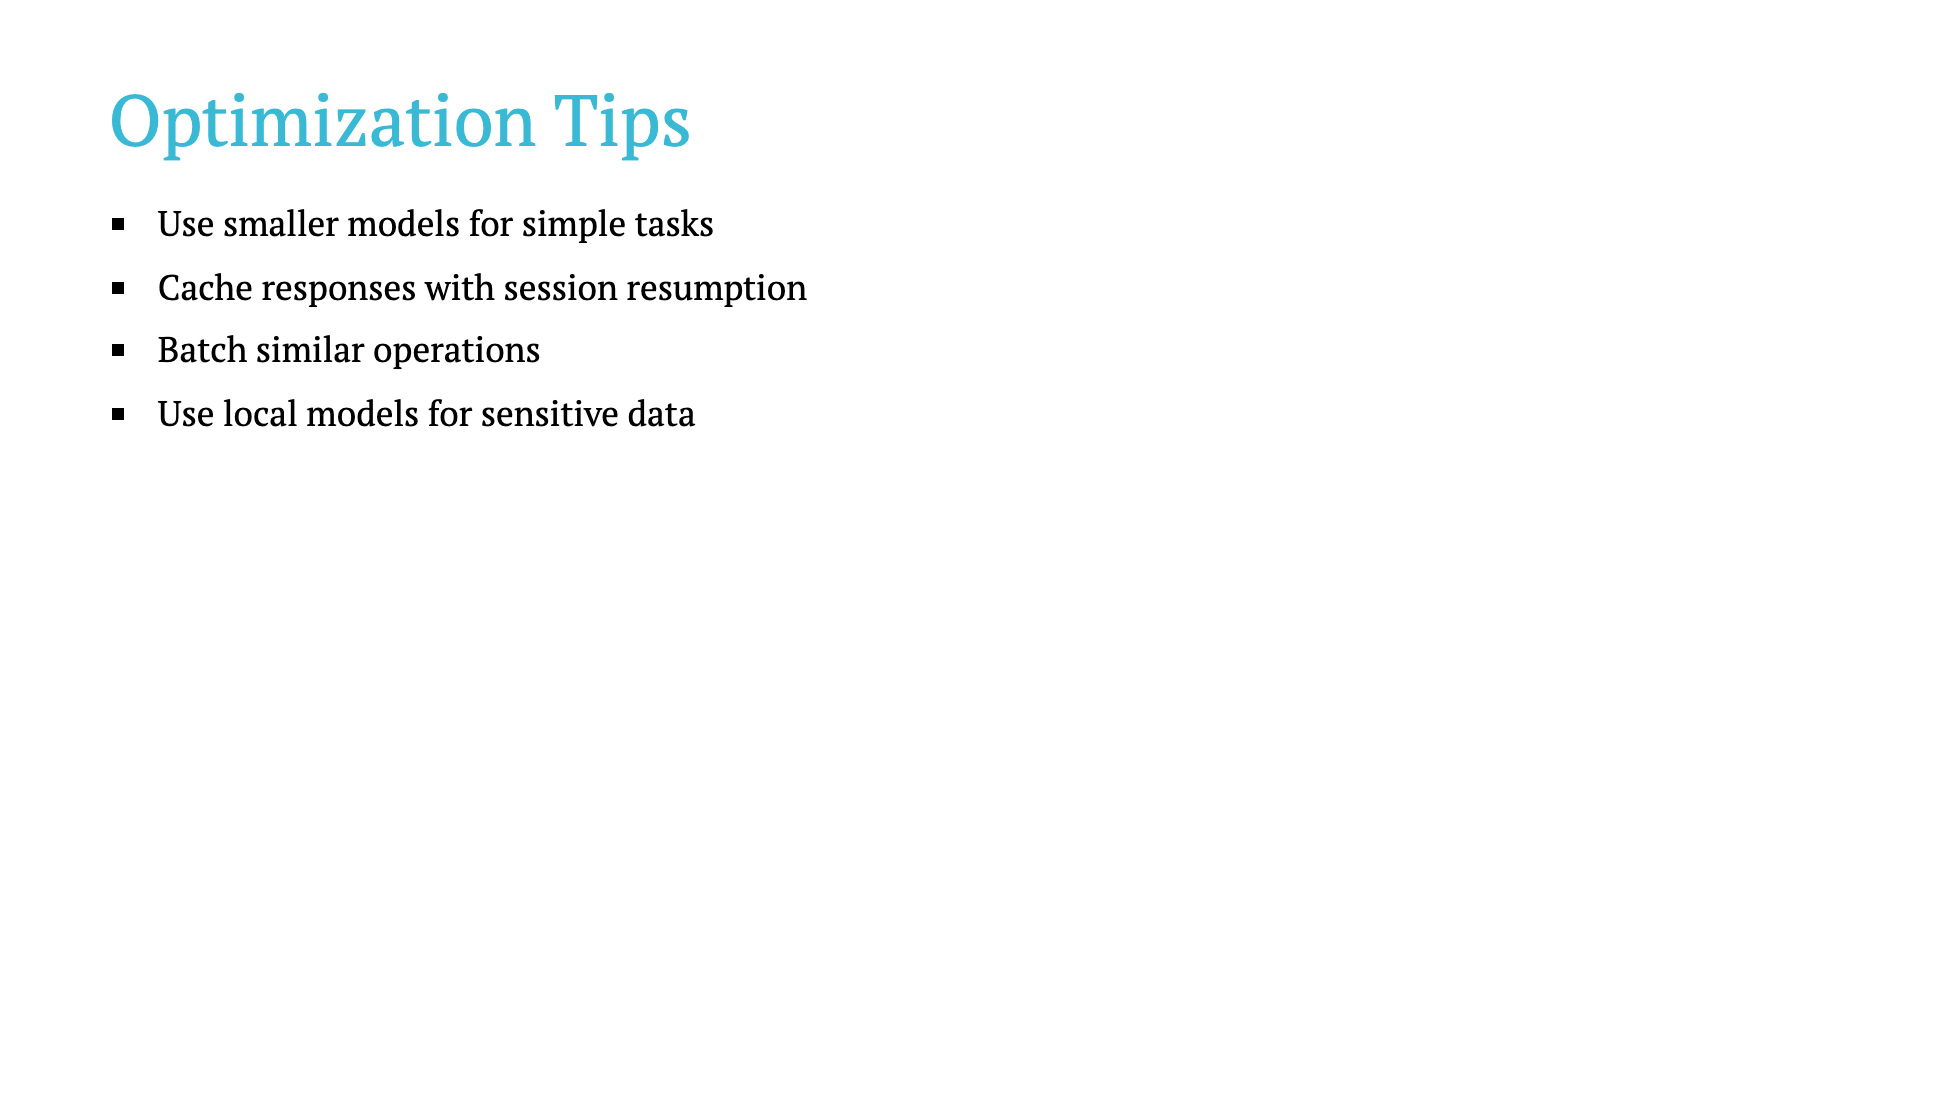 Optimization Tips
▪ Use smaller models for simple tasks
▪ Cache responses with session resumption
▪ Batch similar operations
▪ Use local models for sensitive data